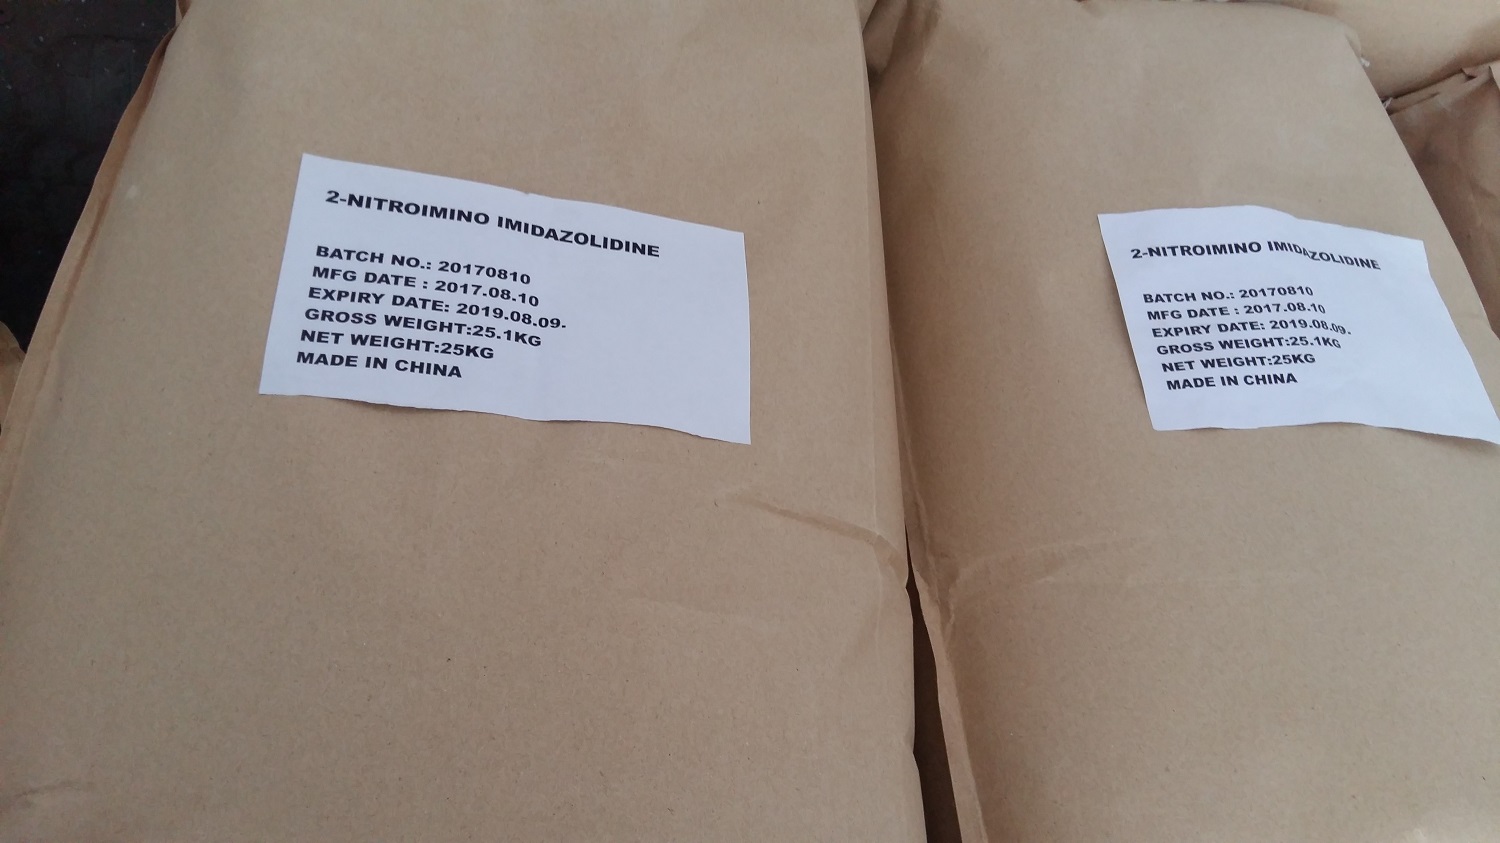 2-NITROIMINO IMIDAZOLIDINE
BATCH NO.: 20170810
MFG DATE : 2017.08.10
EXPIRY DATE: 2019.08.09.
GROSS WEIGHT:25.1KG
NET WEIGHT:25KG
MADE IN CHINA
2-NITROIMINO IMIDAZOLIDINE
BATCH NO.: 20170810
MFG DATE : 2017.08.10
EXPIRY DATE: 2019.08.09.
GROSS WEIGHT:25.1KG
NET WEIGHT:25KG
MADE IN CHINA